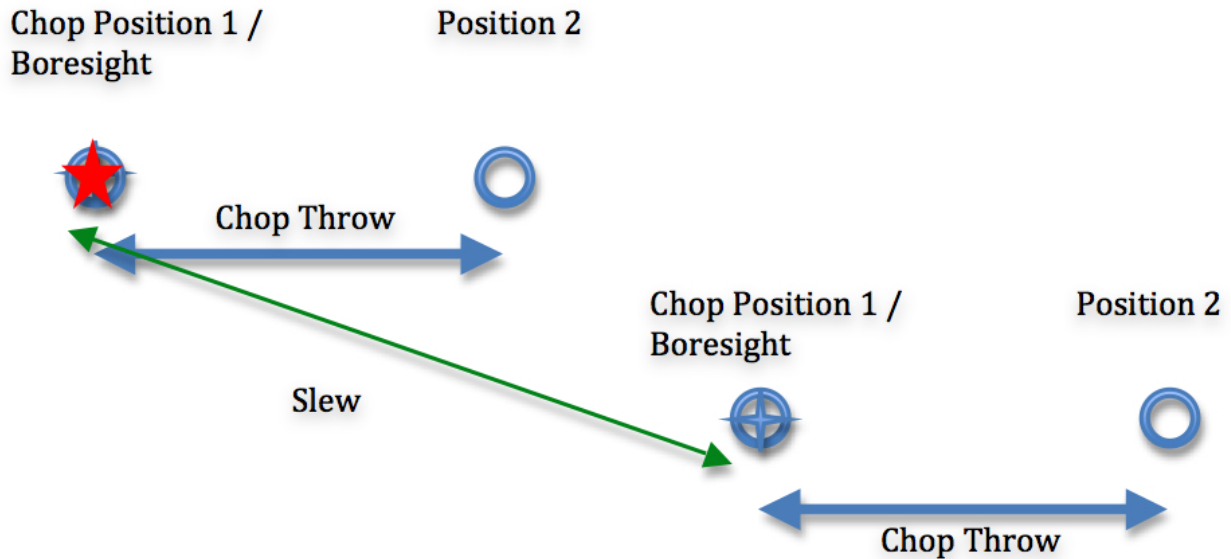 Chop Position 1 /
Boresight
Position 2
Chop Throw
Chop Position 1 /
Boresight
Position 2
Slew
Chop Throw